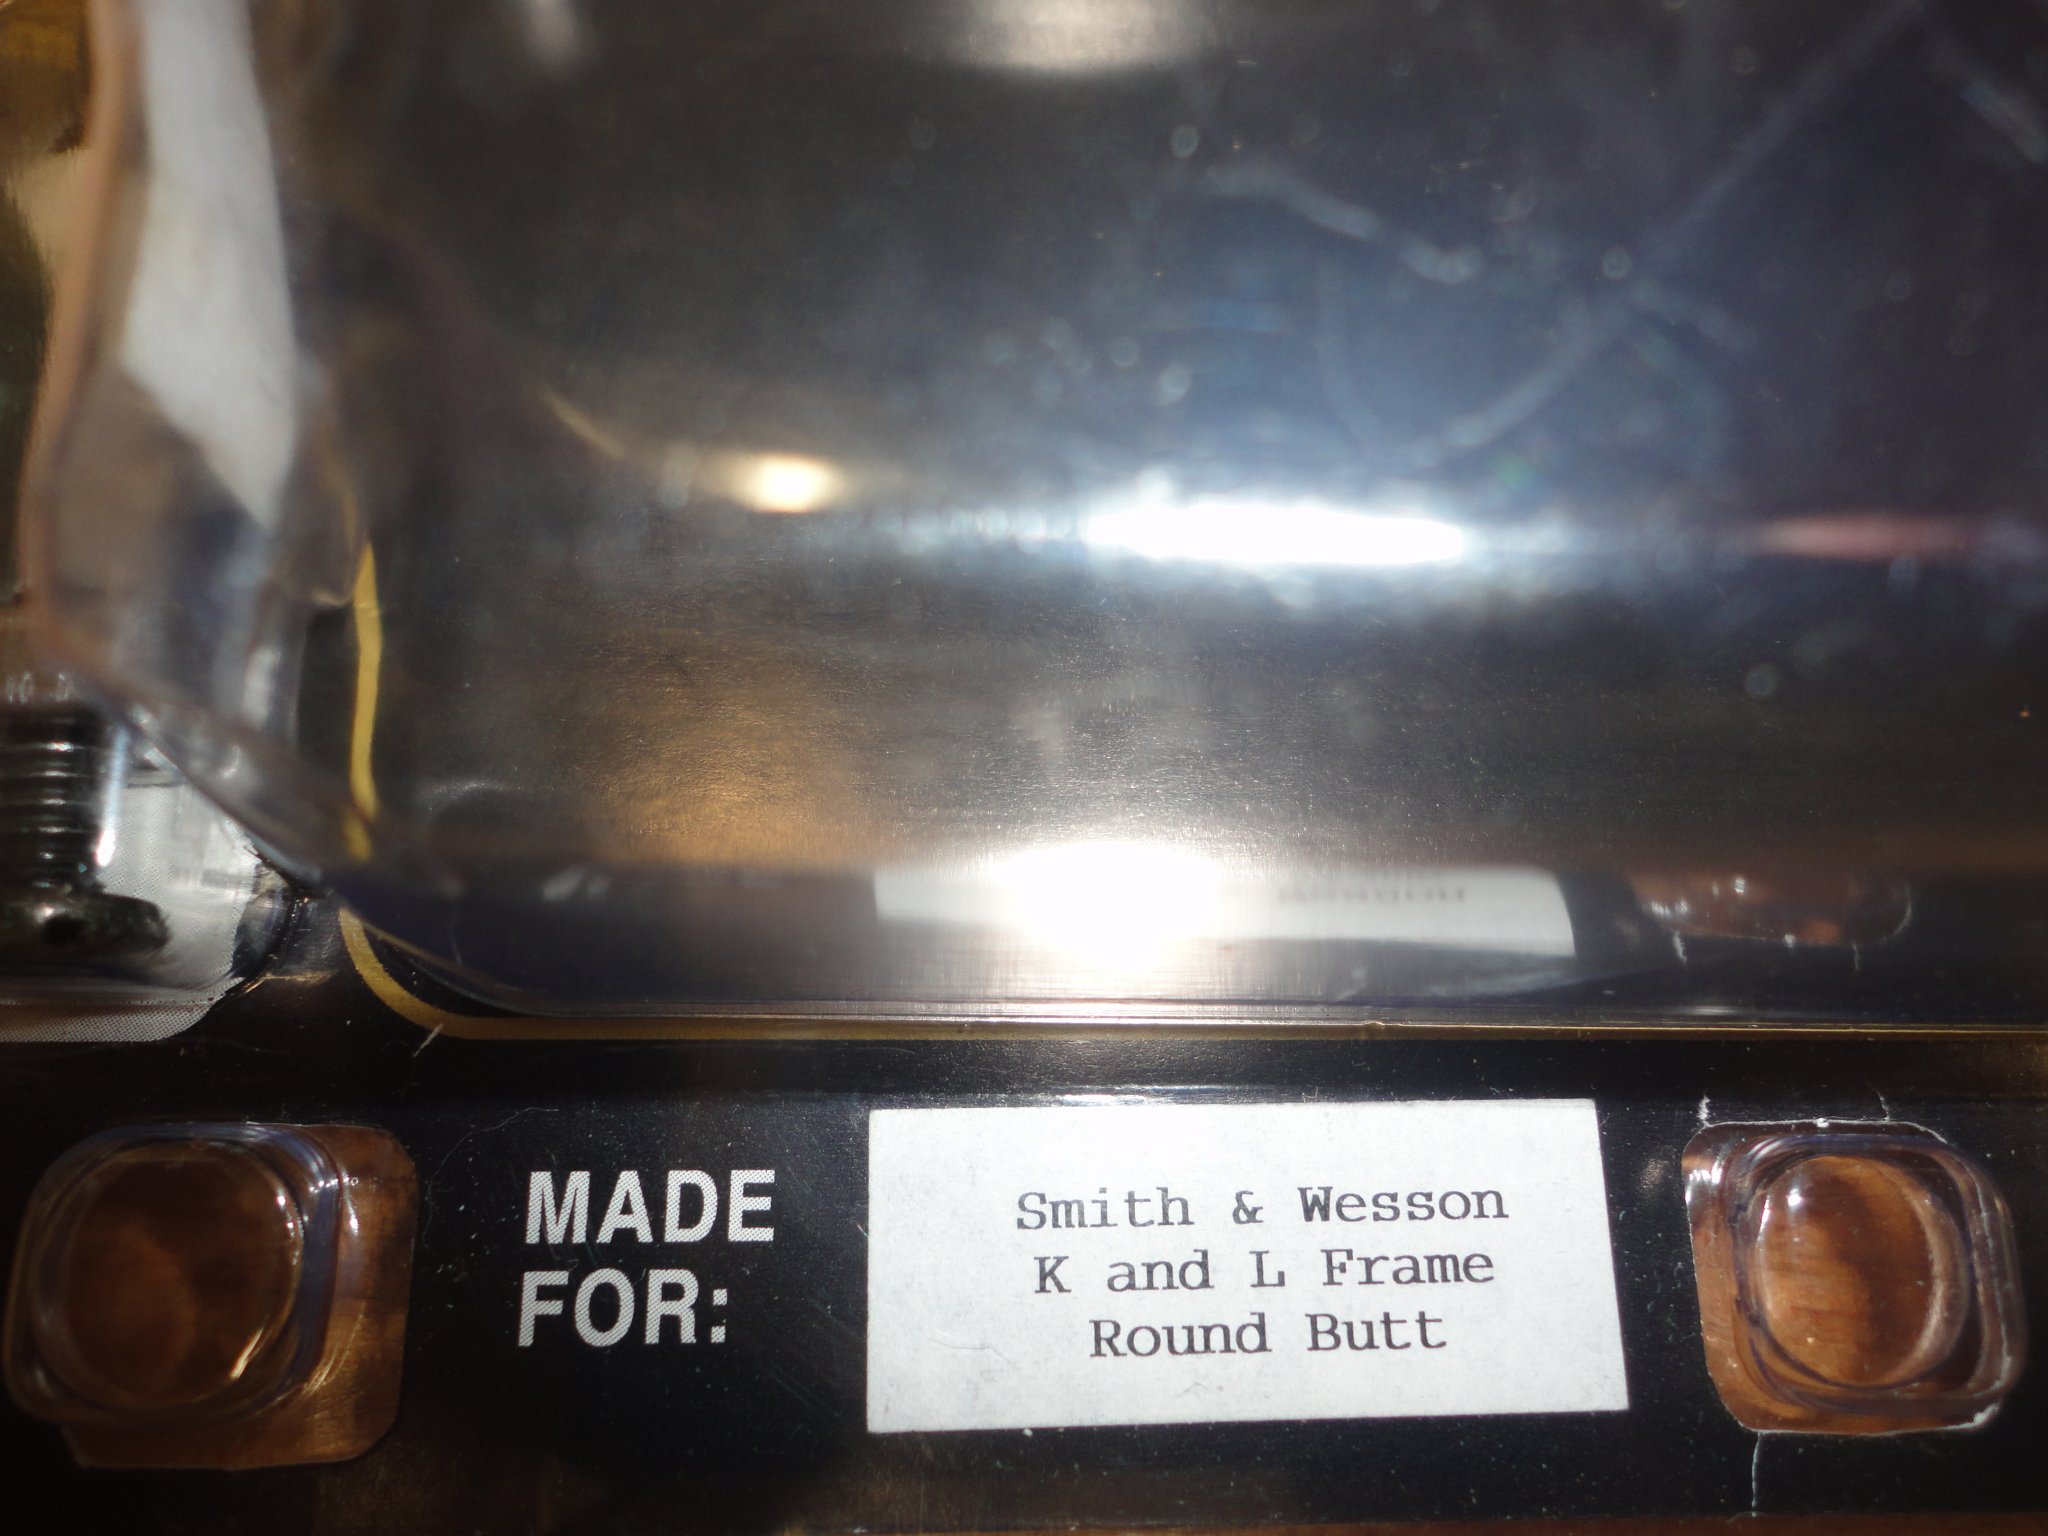 MADE
FOR:
Smith & Wesson
K and L Frame
Round Butt